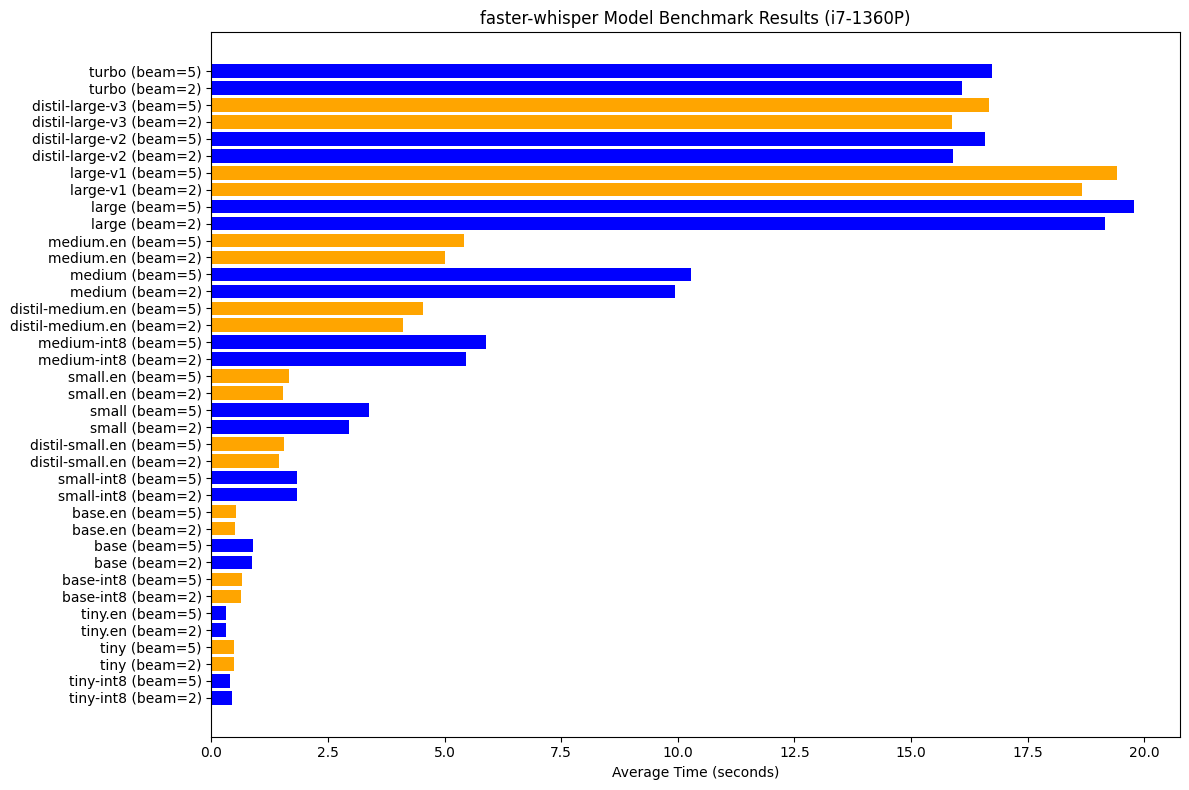 faster-whisper Model Benchmark Results (i7-1360P)
turbo (beam=5)
turbo (beam=2)
distil-large-v3 (beam=5)
distil-large-v3 (beam=2)
distil-large-v2 (beam=5)
distil-large-v2 (beam=2)
large-v1 (beam=5)
large-v1 (beam=2)
large (beam=5)
large (beam=2)
medium.en (beam=5)
medium.en (beam=2)
medium (beam=5)
medium (beam=2)
distil-medium.en (beam=5)
distil-medium.en (beam=2)
medium-int8 (beam=5)
medium-int8 (beam=2)
small.en (beam=5)
small.en (beam=2)
small (beam=5)
small (beam=2)
distil-small.en (beam=5)
distil-small.en (beam=2)
small-int8 (beam=5)
small-int8 (beam=2)
base.en (beam=5)
base.en (beam=2)
base (beam=5)
base (beam=2)
base-int8 (beam=5)
base-int8 (beam=2)
tiny.en (beam=5)
tiny.en (beam=2)
tiny (beam=5)
tiny (beam=2)
tiny-int8 (beam=5)
tiny-int8 (beam=2)
0.0 2.5 5.0 7.5 10.0 12.5 15.0 17.5 20.0
Average Time (seconds)